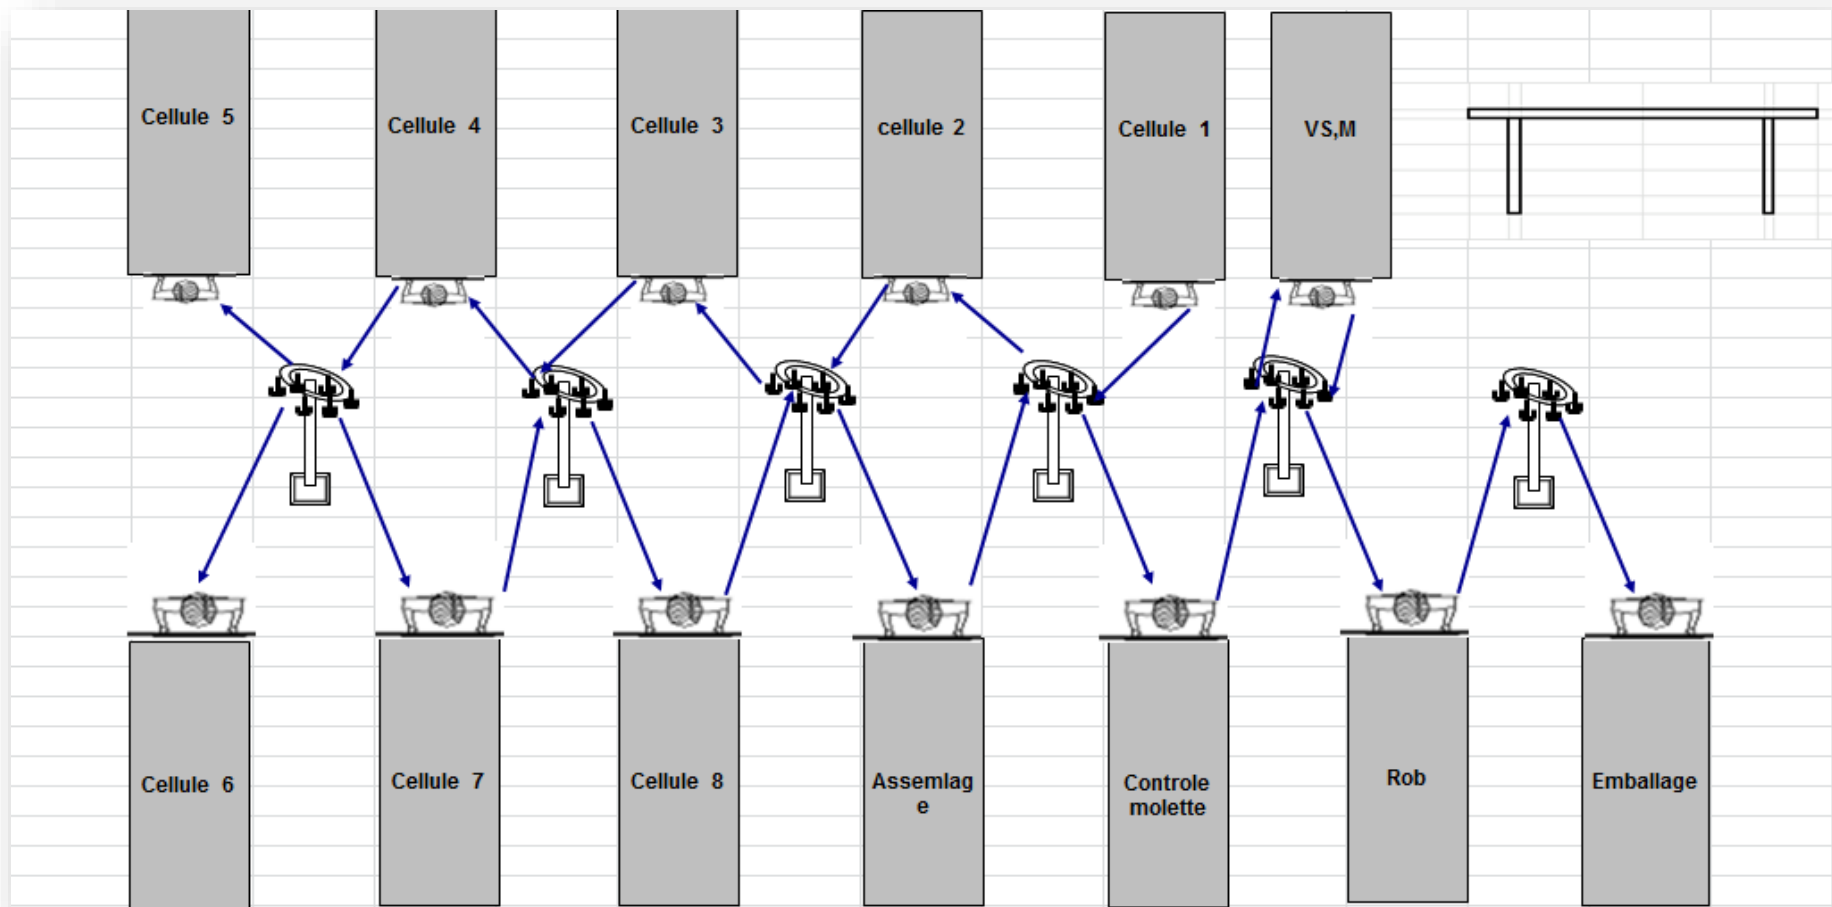 Cellule 5
Cellule 4
Cellule 3
cellule 2
Cellule 1
VS,M
Cellule 6
Cellule 7
Cellule 8
Assemlag
e
Controle
molette
Rob
Emballage